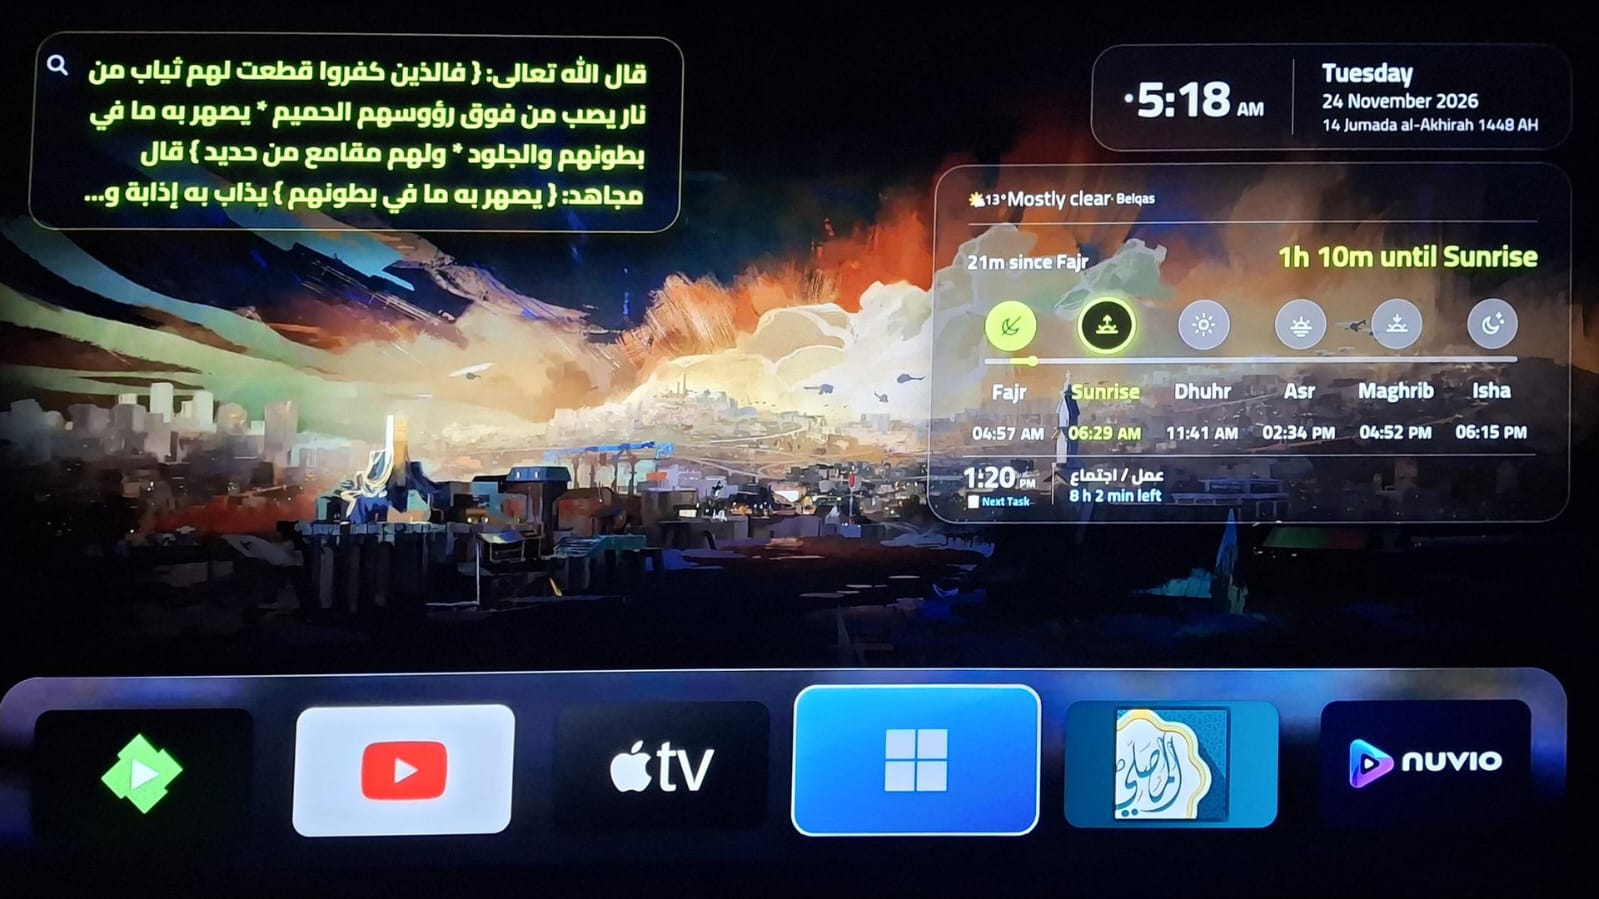 قال الله تعالى: { فالذين كفروا قطعت لهم ثياب من
نار يصب من فوق رؤوسهم الحميم * يصهر به ما في
بطونهم والجلود * ولهم مقامع من حديد } قال
مجاهد: { يصهر به ما في بطونهم } يذاب به إذابة و...
5:18 AM
Tuesday
24 November 2026
14 Jumada al-Akhirah 1448 AH
13° Mostly clear · Belqas
21m since Fajr
1h 10m until Sunrise
Fajr Sunrise Dhuhr Asr Maghrib Isha
04:57 AM 06:29 AM 11:41 AM 02:34 PM 04:52 PM 06:15 PM
1:20 PM
Next Task
عمل / اجتماع
8 h 2 min left
tv
المصلي
nuvio